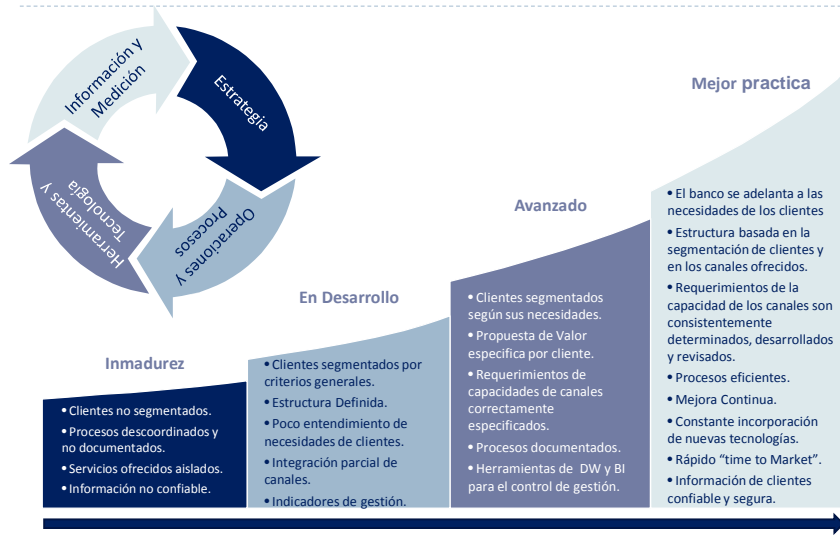 Información y
Medición
Estrategia
Operaciones y
Procesos
Herramientas y
Tecnología
Inmadurez
• Clientes no segmentados.
• Procesos descoordinados y
no documentados.
• Servicios ofrecidos aislados.
• Información no confiable.
En Desarrollo
• Clientes segmentados por
criterios generales.
• Estructura Definida.
• Poco entendimiento de
necesidades de clientes.
• Integración parcial de
canales.
• Indicadores de gestión.
Avanzado
• Clientes segmentados
según sus necesidades.
• Propuesta de Valor
especifica por cliente.
• Requerimientos de
capacidades de canales
correctamente
especificados.
• Procesos documentados.
• Herramientas de DW y BI
para el control de gestión.
Mejor practica
• El banco se adelanta a las
necesidades de los clientes
• Estructura basada en la
segmentación de clientes y
en los canales ofrecidos.
• Requerimientos de la
capacidad de los canales son
consistentemente
determinados, desarrollados
y revisados.
• Procesos eficientes.
• Mejora Continua.
• Constante incorporación
de nuevas tecnologías.
• Rápido “time to Market”.
• Información de clientes
confiable y segura.